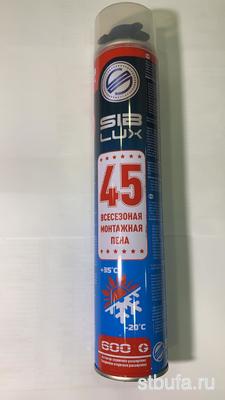 SIB
LUX
45
ВСЕСЕЗОННАЯ
МОНТАЖНАЯ
ПЕНА
+35°C
-20°C
600 G
stbufa.ru